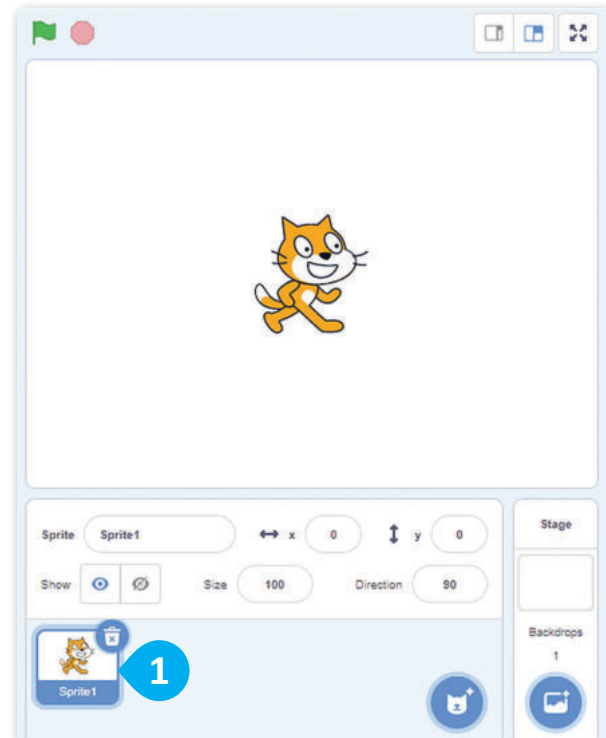 Sprite Sprite1 x 0 y 0
Show Size 100 Direction 90
Sprite1
1
Stage
Backdrops
1